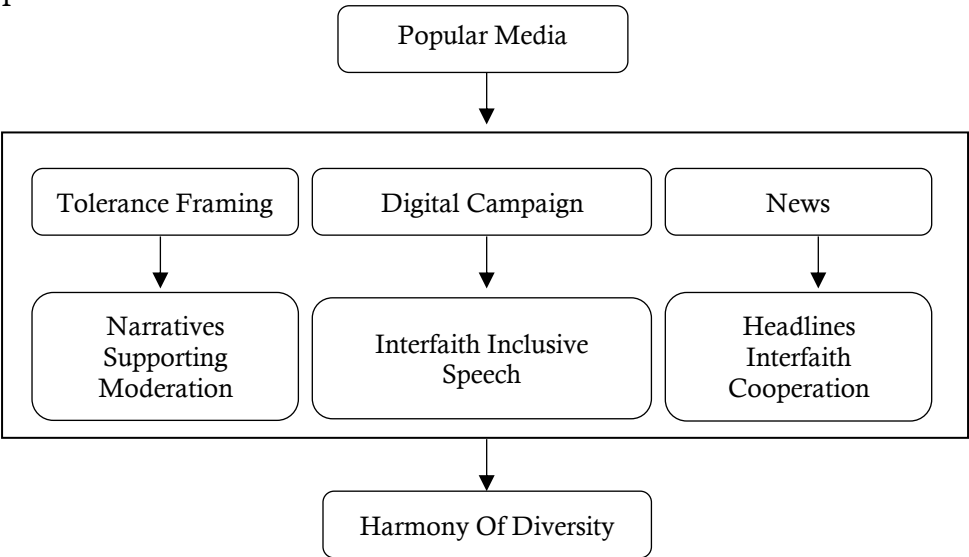 Popular Media
Tolerance Framing
Digital Campaign
News
Narratives
Supporting
Moderation
Interfaith Inclusive
Speech
Headlines
Interfaith
Cooperation
Harmony Of Diversity